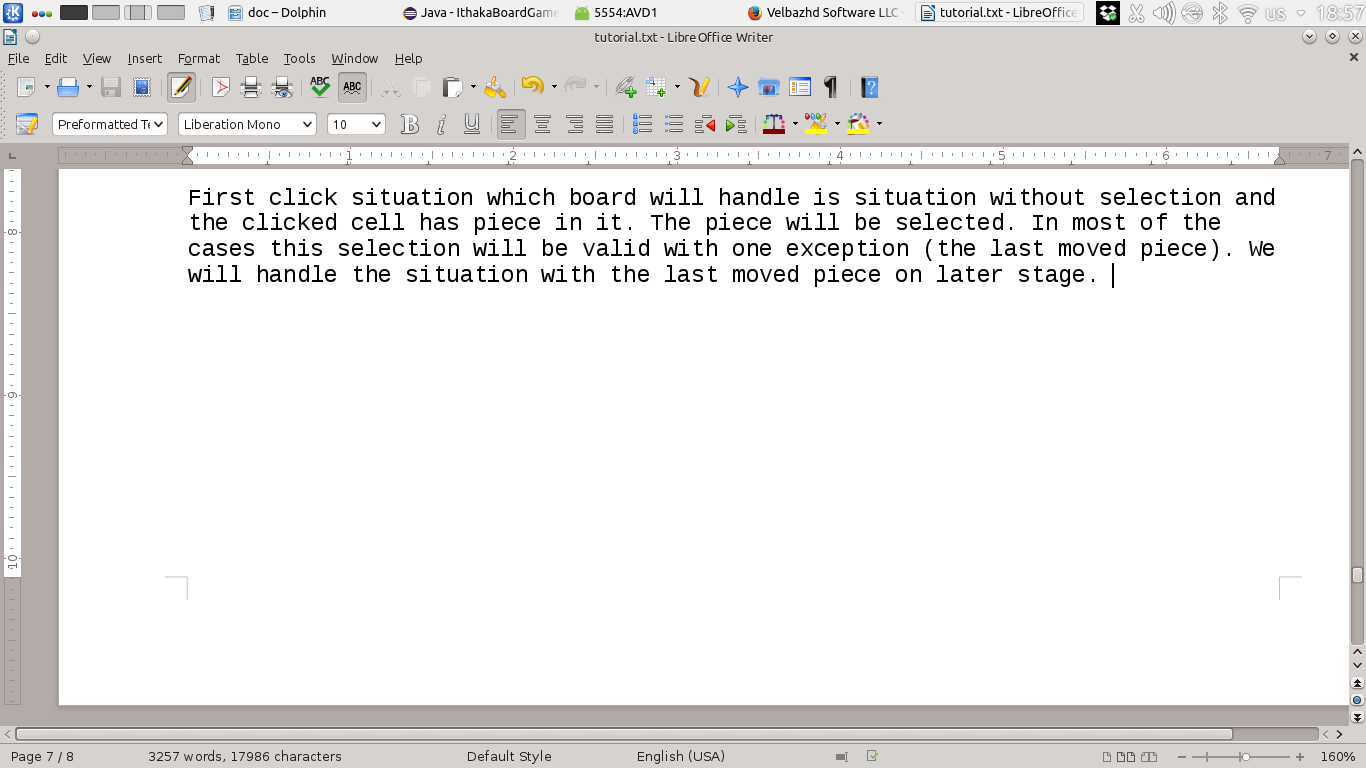 doc – Dolphin
Java - IthakaBoardGame
5554:AVD1
Velbazhd Software LLC -
tutorial.txt - LibreOffice
us
18:57
tutorial.txt - LibreOffice Writer
File Edit View Insert Format Table Tools Window Help
ABC ABC
Preformatted Te Liberation Mono 10 B i U
1 2 3 4 5 6 7
First click situation which board will handle is situation without selection and
the clicked cell has piece in it. The piece will be selected. In most of the
cases this selection will be valid with one exception (the last moved piece). We
will handle the situation with the last moved piece on later stage.
8
9
10
Page 7 / 8 3257 words, 17986 characters Default Style English (USA) 160%